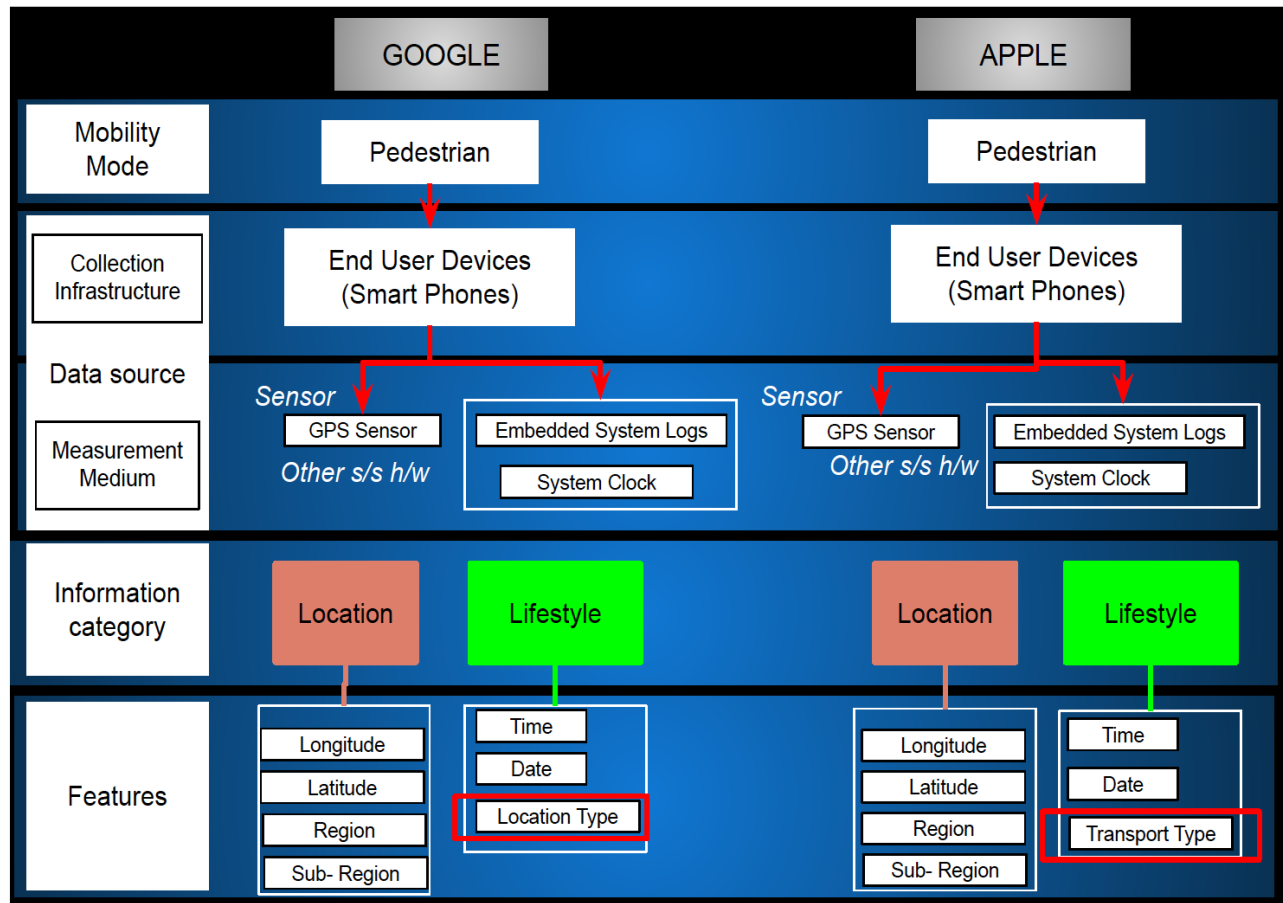 GOOGLE
APPLE
Mobility
Mode
Pedestrian
Pedestrian
Collection
Infrastructure
End User Devices
(Smart Phones)
End User Devices
(Smart Phones)
Data source
Measurement
Medium
Sensor
GPS Sensor
Other s/s h/w
Embedded System Logs
System Clock
Sensor
GPS Sensor
Other s/s h/w
Embedded System Logs
System Clock
Information
category
Location
Lifestyle
Location
Lifestyle
Features
Longitude
Latitude
Region
Sub- Region
Time
Date
Location Type
Longitude
Latitude
Region
Sub- Region
Time
Date
Transport Type